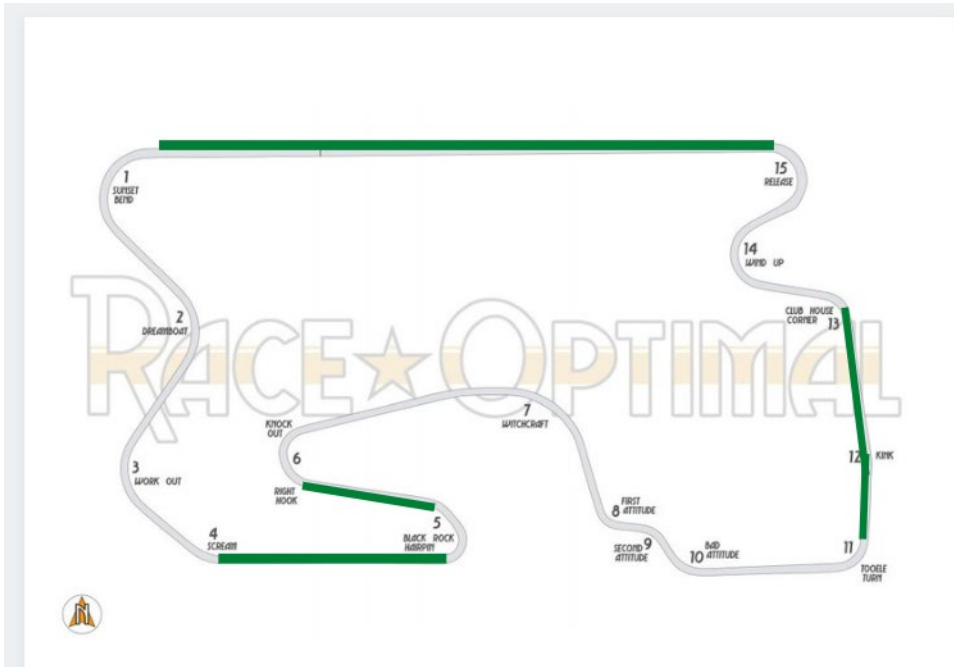 1
SUNSET
BEND
15
RELEASE
14
WIND UP
2
DREAMBOAT
CLUB HOUSE
CORNER
13
RACE OPTIMAL
KNOCK
OUT
7
WITCHCRAFT
6
12 KINK
3
WORK OUT
RIGHT
HOOK
4
SCREAM
5
BLACK ROCK
HAIRPIN
8
FIRST
ATTITUDE
SECOND
ATTITUDE
9
10
BAD
ATTITUDE
11
TOOELE
TURN
N